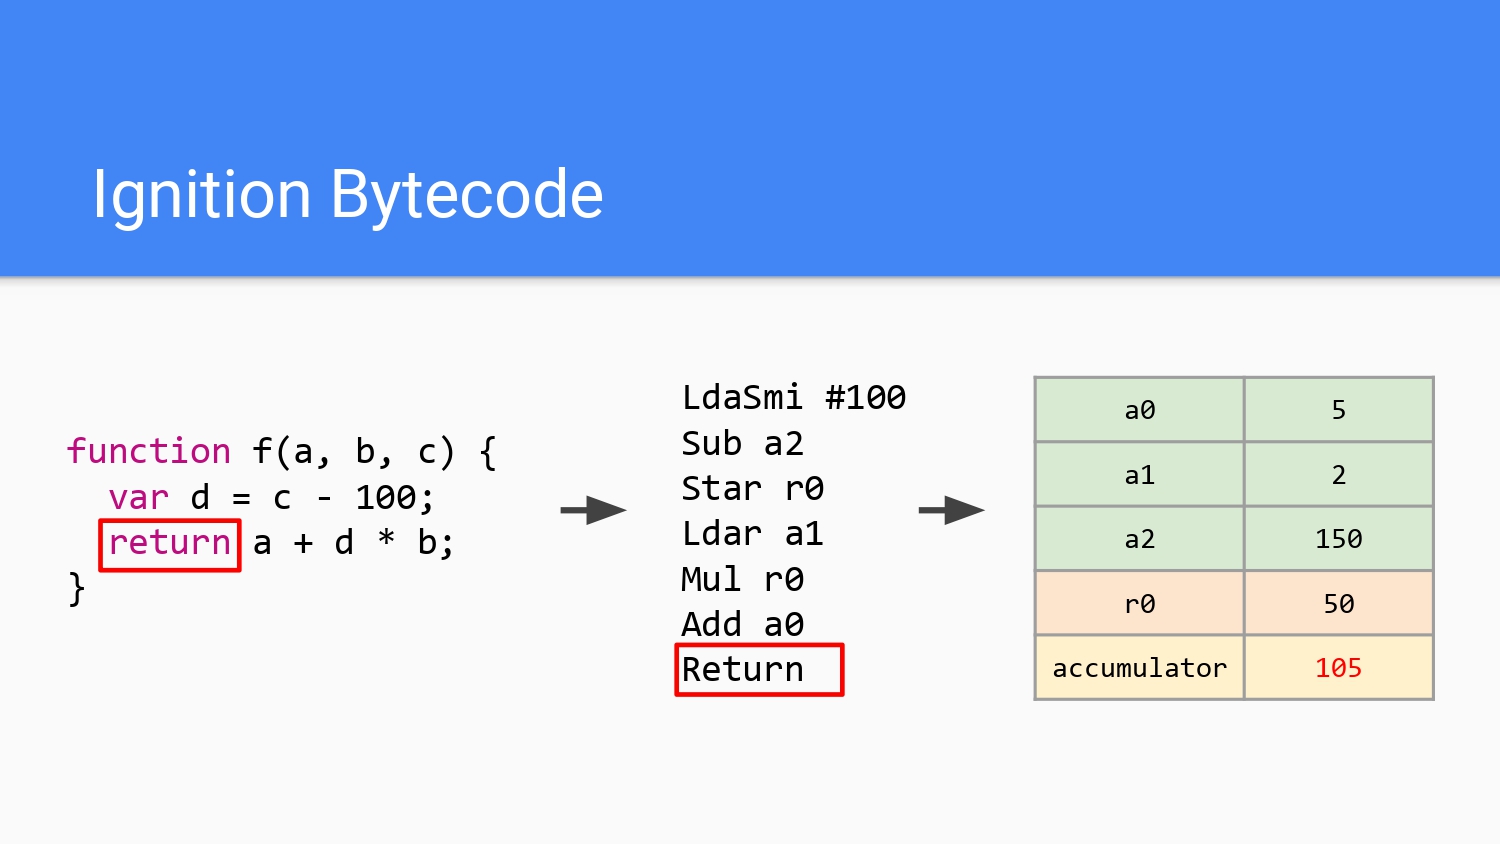 Ignition Bytecode
function f(a, b, c) {
  var d = c - 100;
  return a + d * b;
}
LdaSmi #100
Sub a2
Star r0
Ldar a1
Mul r0
Add a0
Return
a0 5
a1 2
a2 150
r0 50
accumulator 105